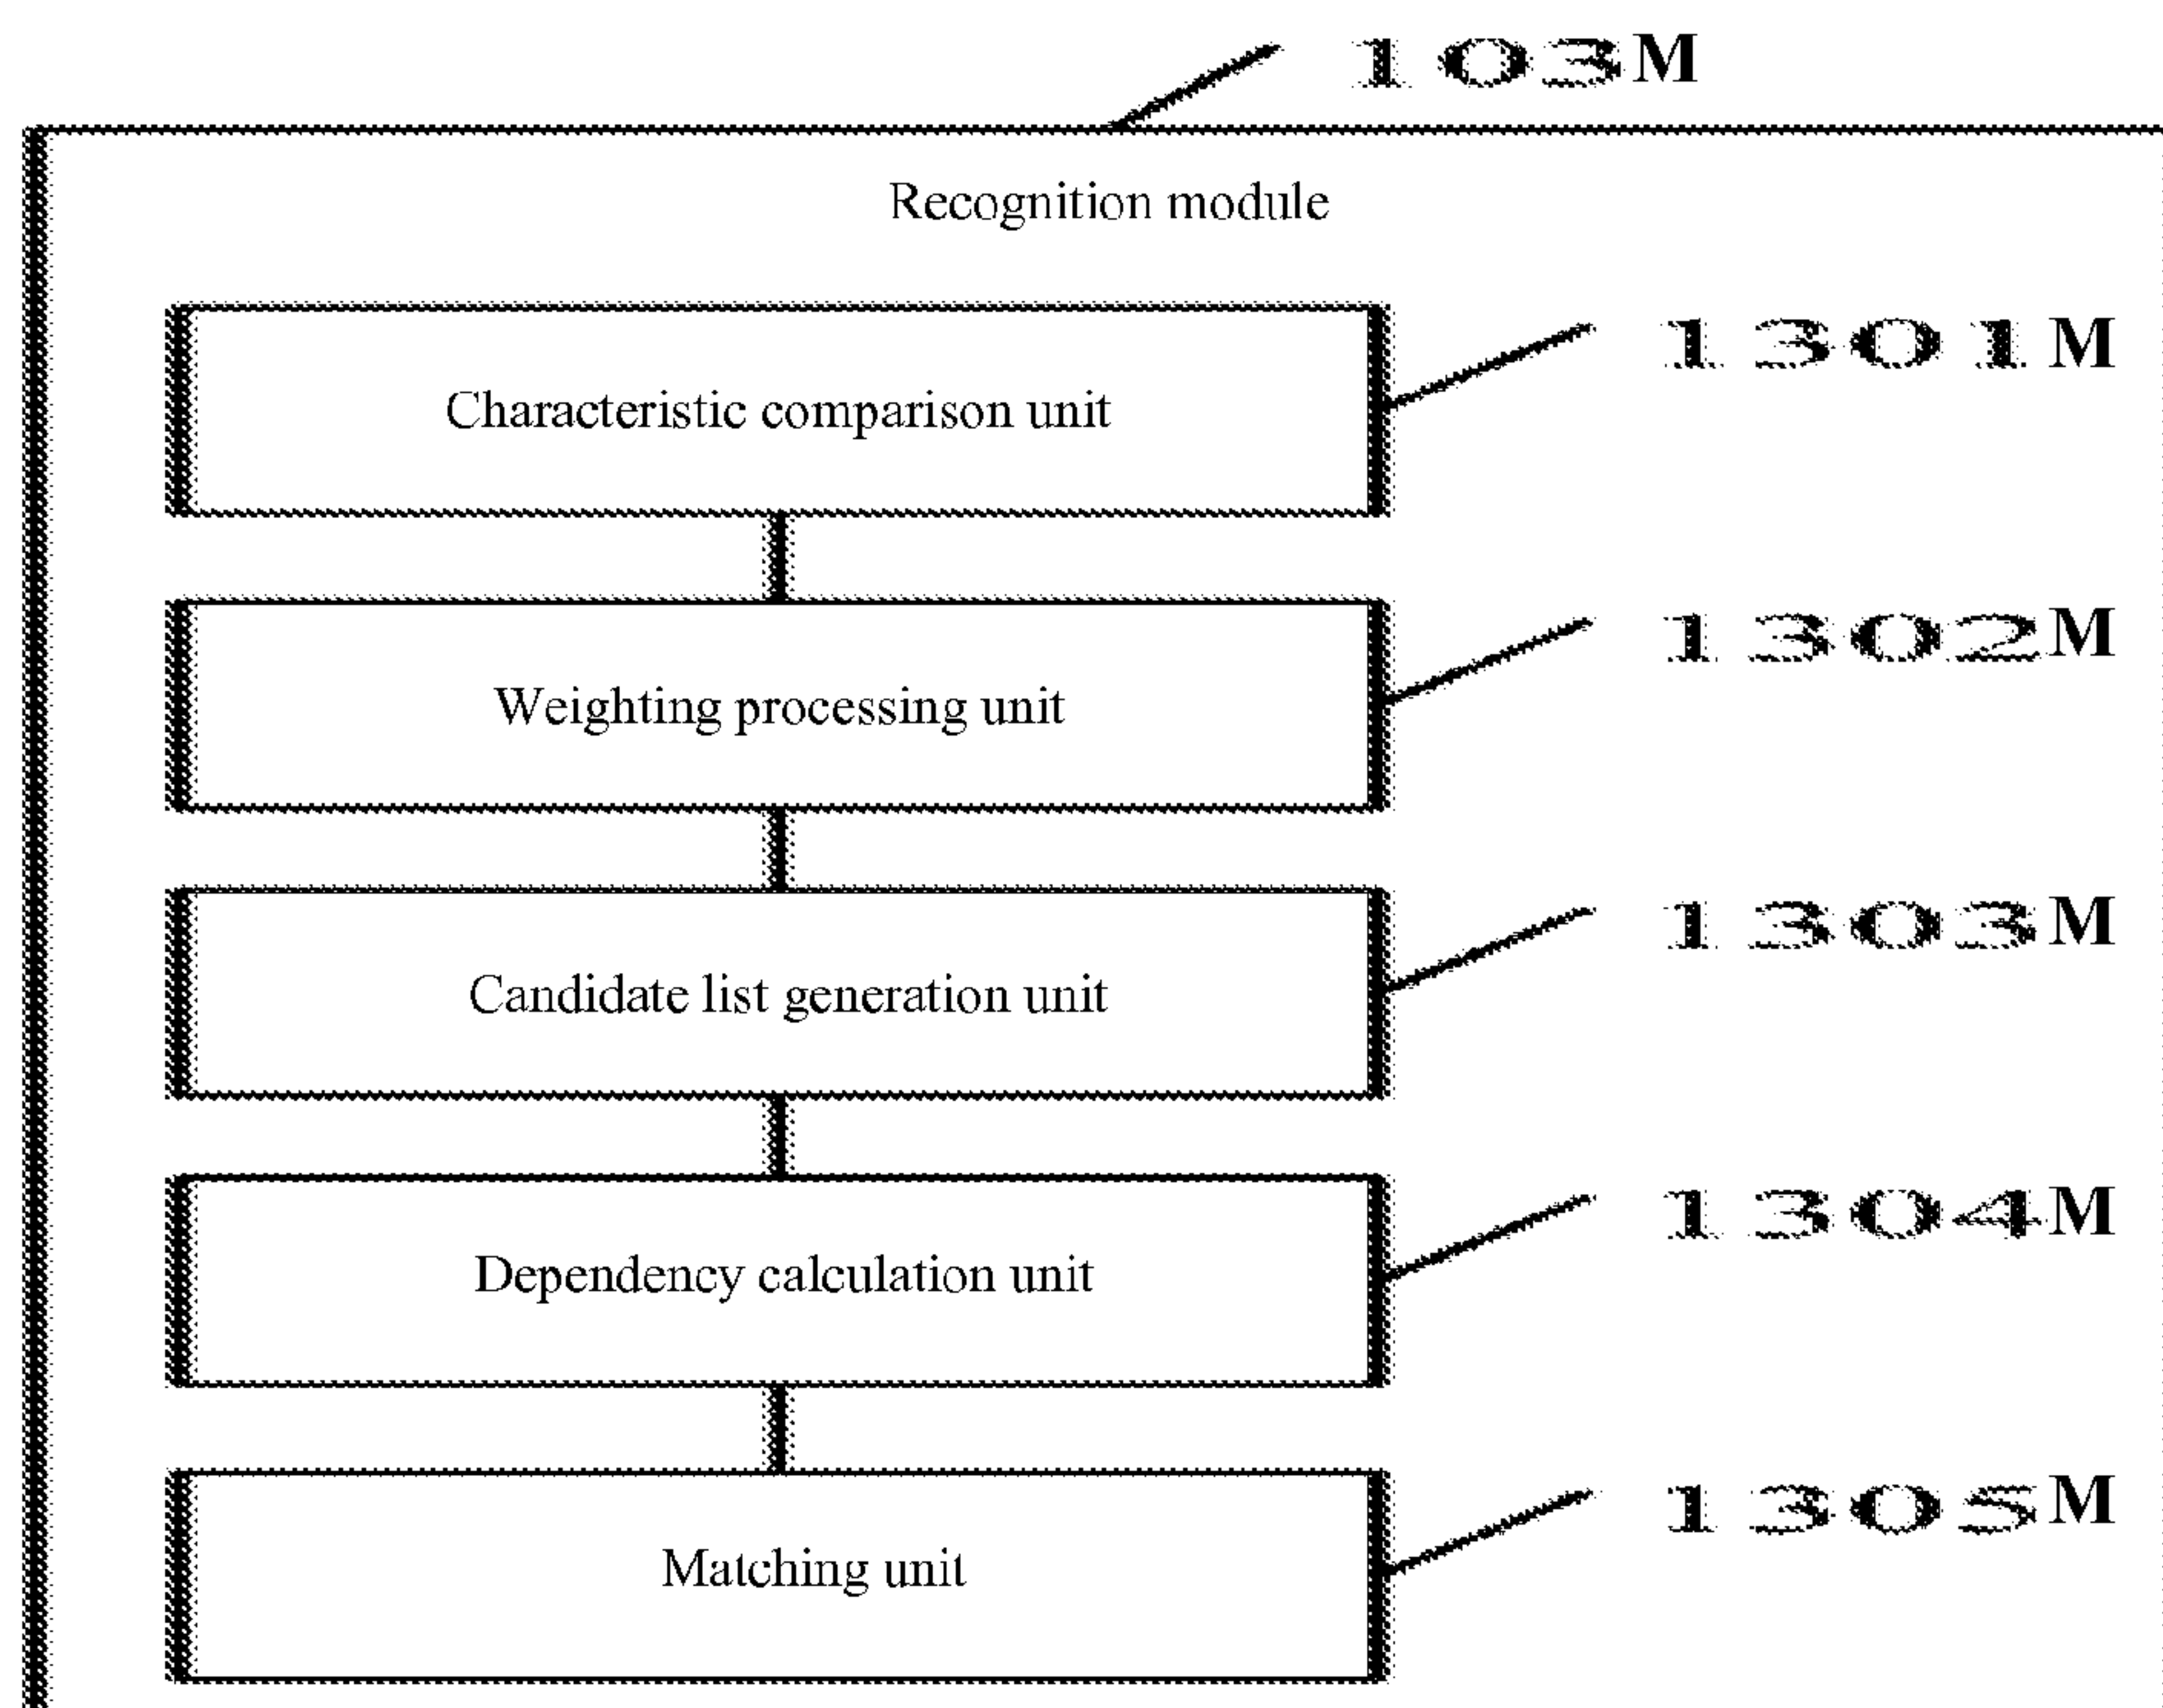 103M
Recognition module
Characteristic comparison unit
1301M
Weighting processing unit
1302M
Candidate list generation unit
1303M
Dependency calculation unit
1304M
Matching unit
1305M